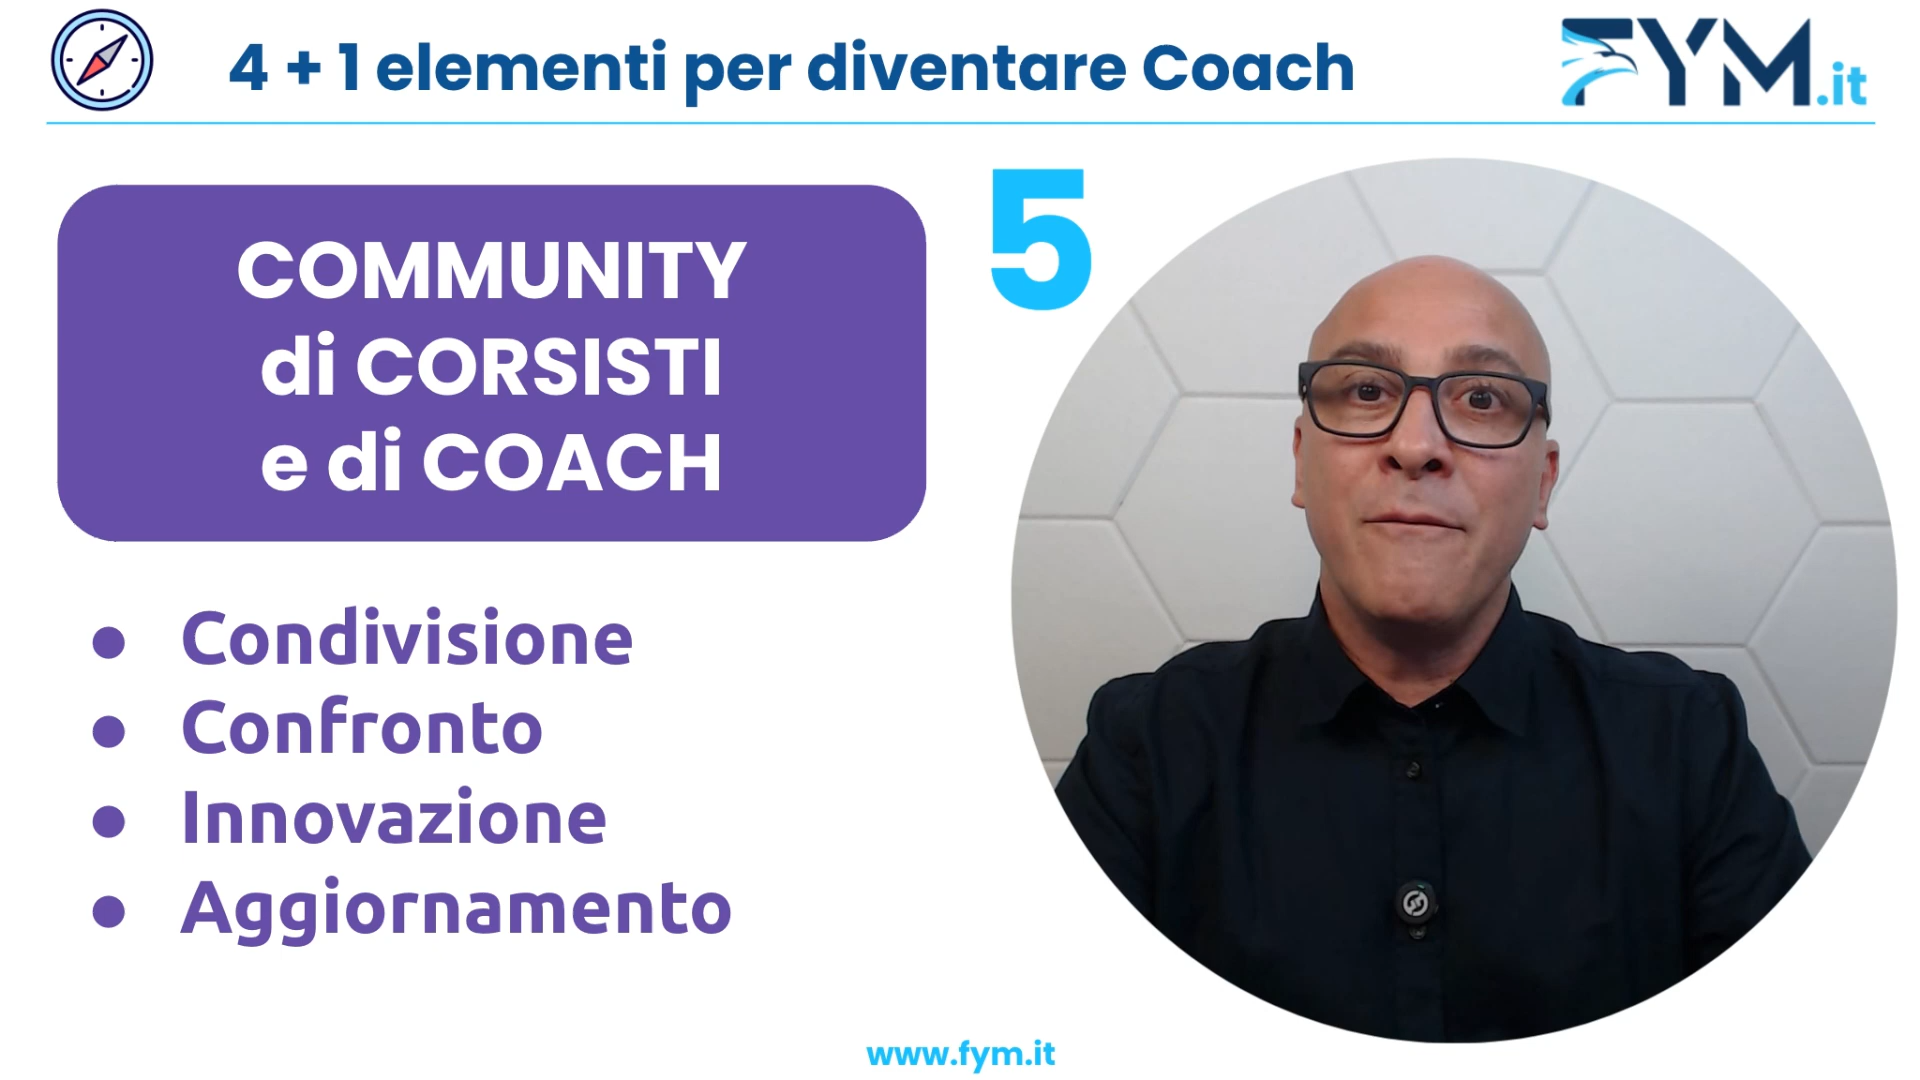 4 + 1 elementi per diventare Coach
FYM.it
COMMUNITY
di CORSISTI
e di COACH
5
● Condivisione
● Confronto
● Innovazione
● Aggiornamento
www.fym.it